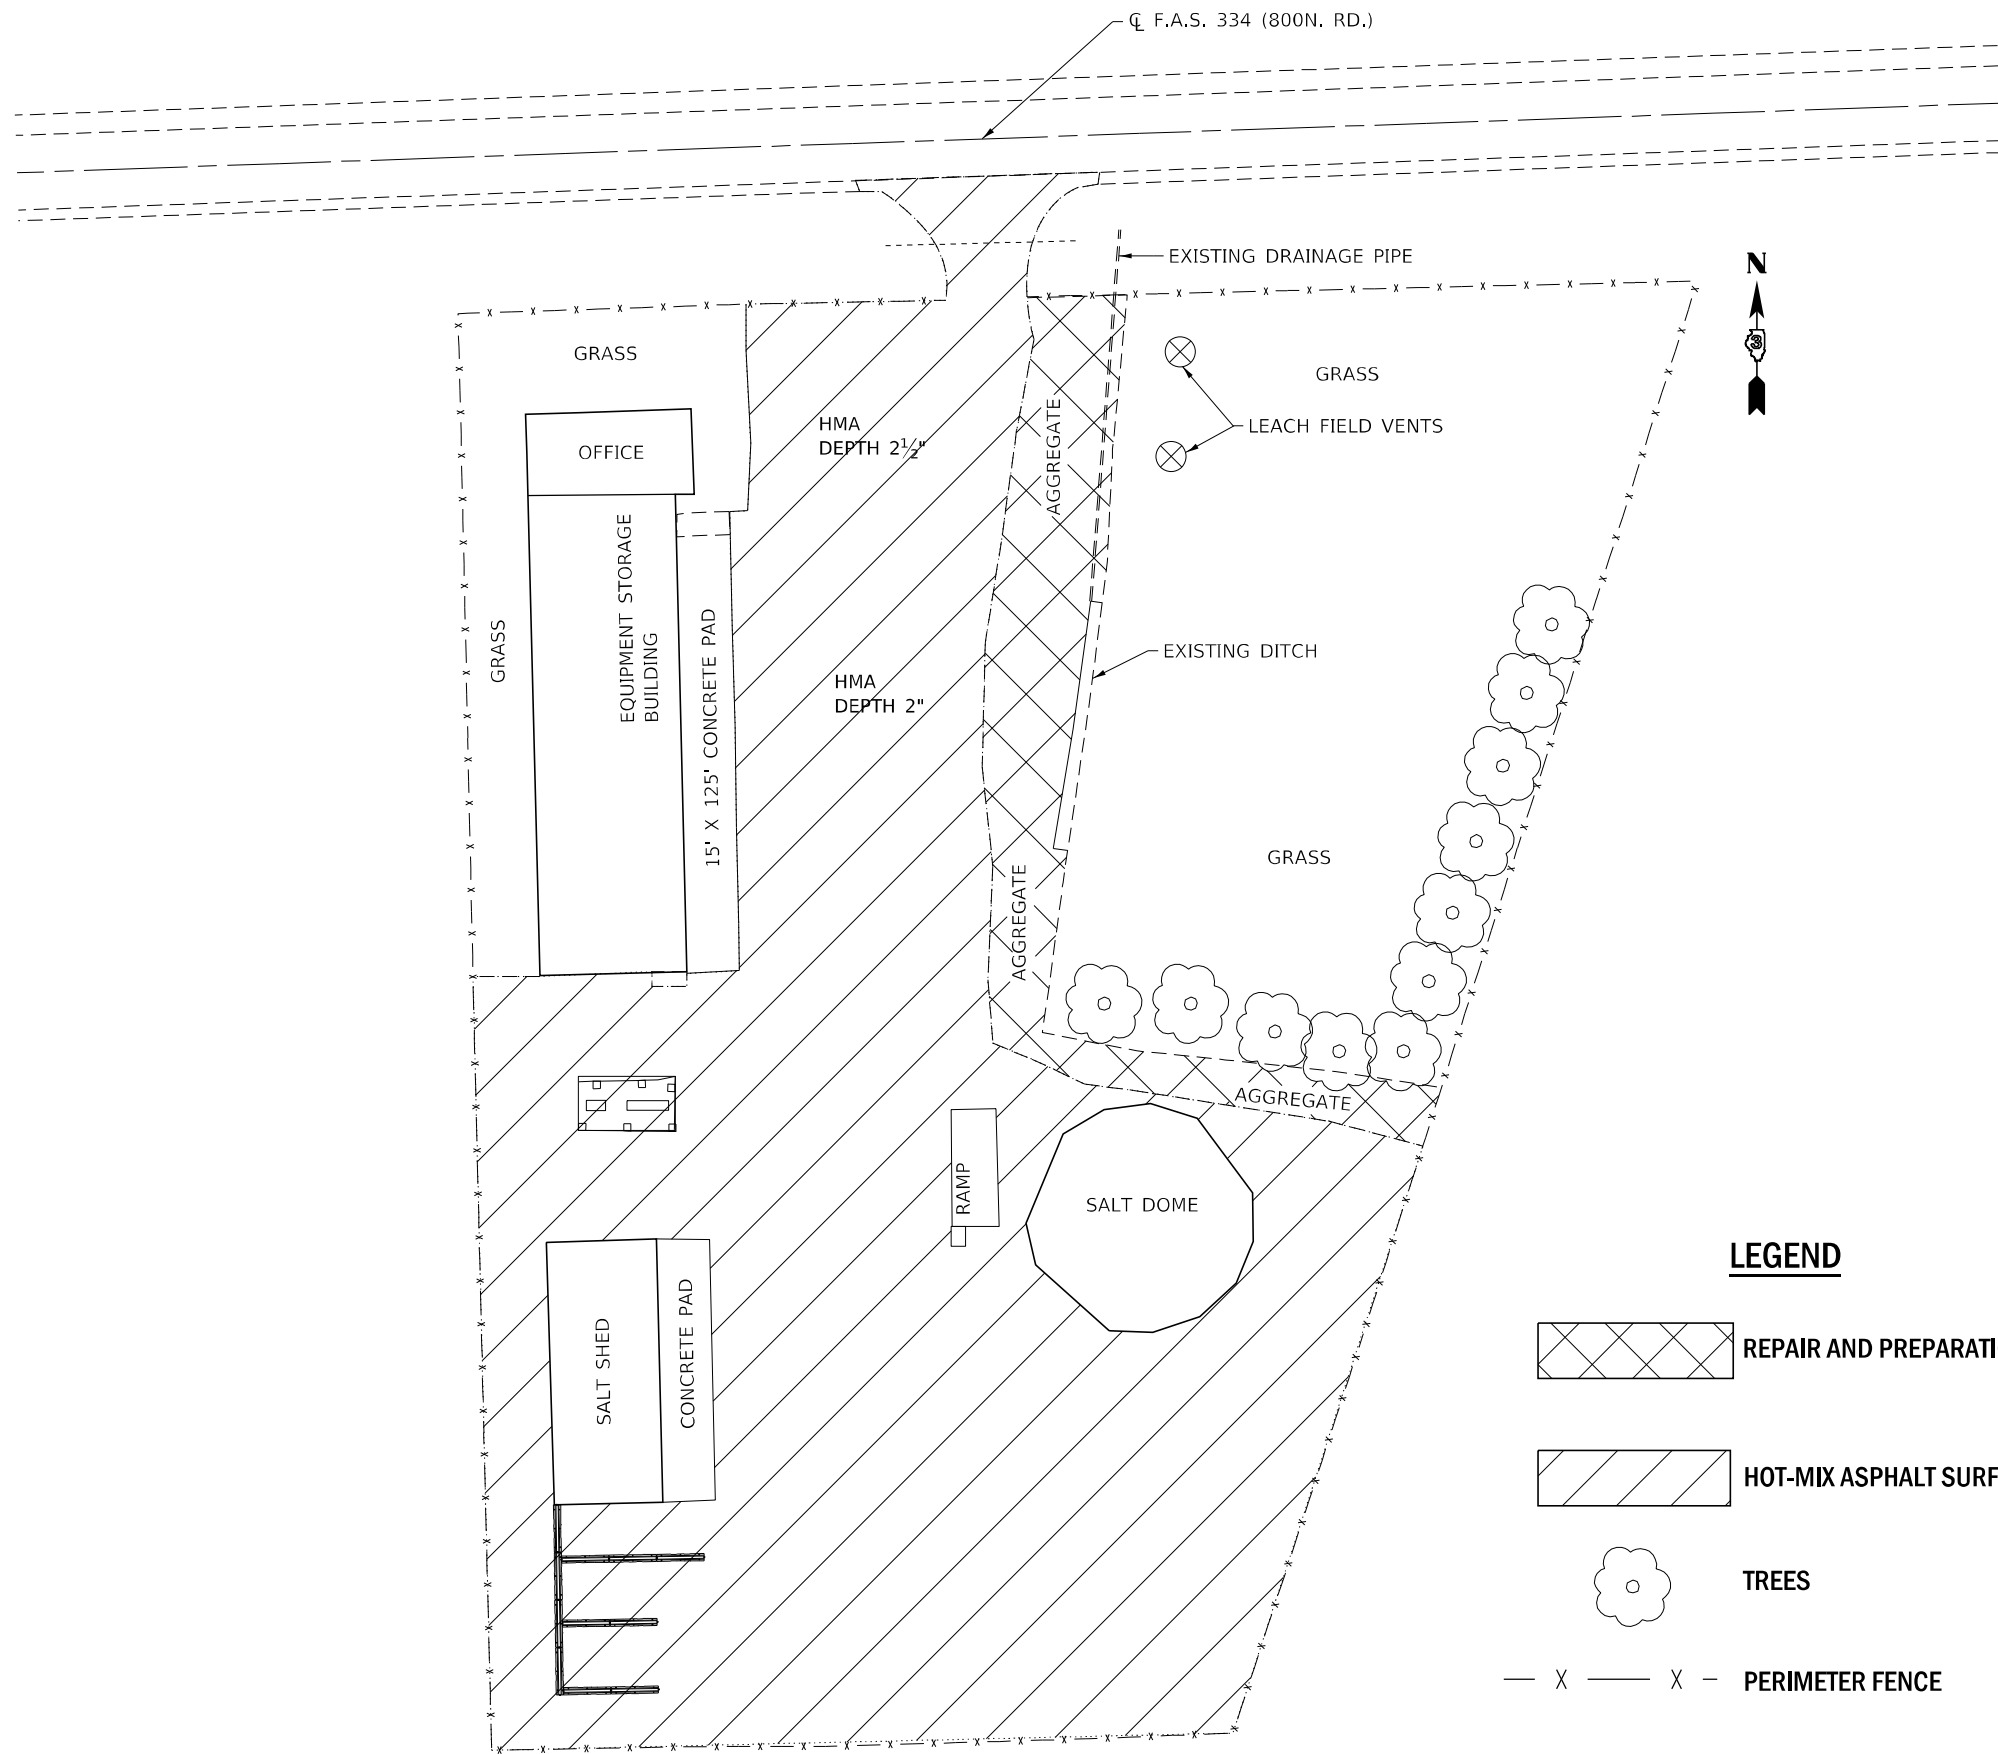 ℄ F.A.S. 334 (800N. RD.)
EXISTING DRAINAGE PIPE
N
3
GRASS
GRASS
HMA
DEPTH 2½"
AGGREGATE
LEACH FIELD VENTS
OFFICE
EQUIPMENT STORAGE
BUILDING
GRASS
15' X 125' CONCRETE PAD
EXISTING DITCH
HMA
DEPTH 2"
GRASS
AGGREGATE
AGGREGATE
RAMP
SALT DOME
SALT SHED
CONCRETE PAD
LEGEND
REPAIR AND PREPARATI
HOT-MIX ASPHALT SURF
TREES
X X PERIMETER FENCE